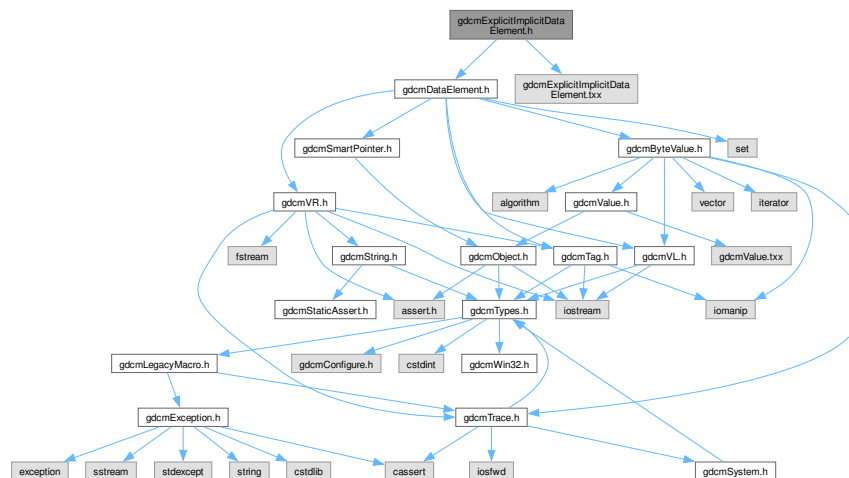 gdcmExplicitImplicitData
Element.h
gdcmDataElement.h
gdcmExplicitImplicitData
Element.txx
gdcmSmartPointer.h
gdcmByteValue.h
set
algorithm
gdcmValue.h
vector
iterator
gdcmVR.h
fstream
gdcmString.h
gdcmObject.h
gdcmTag.h
gdcmVL.h
gdcmValue.txx
gdcmStaticAssert.h
assert.h
gdcmTypes.h
iostream
iomanip
gdcmLegacyMacro.h
gdcmConfigure.h
cstdint
gdcmWin32.h
gdcmException.h
gdcmTrace.h
exception
sstream
stdexcept
string
cstdlib
cassert
iosfwd
gdcmSystem.h